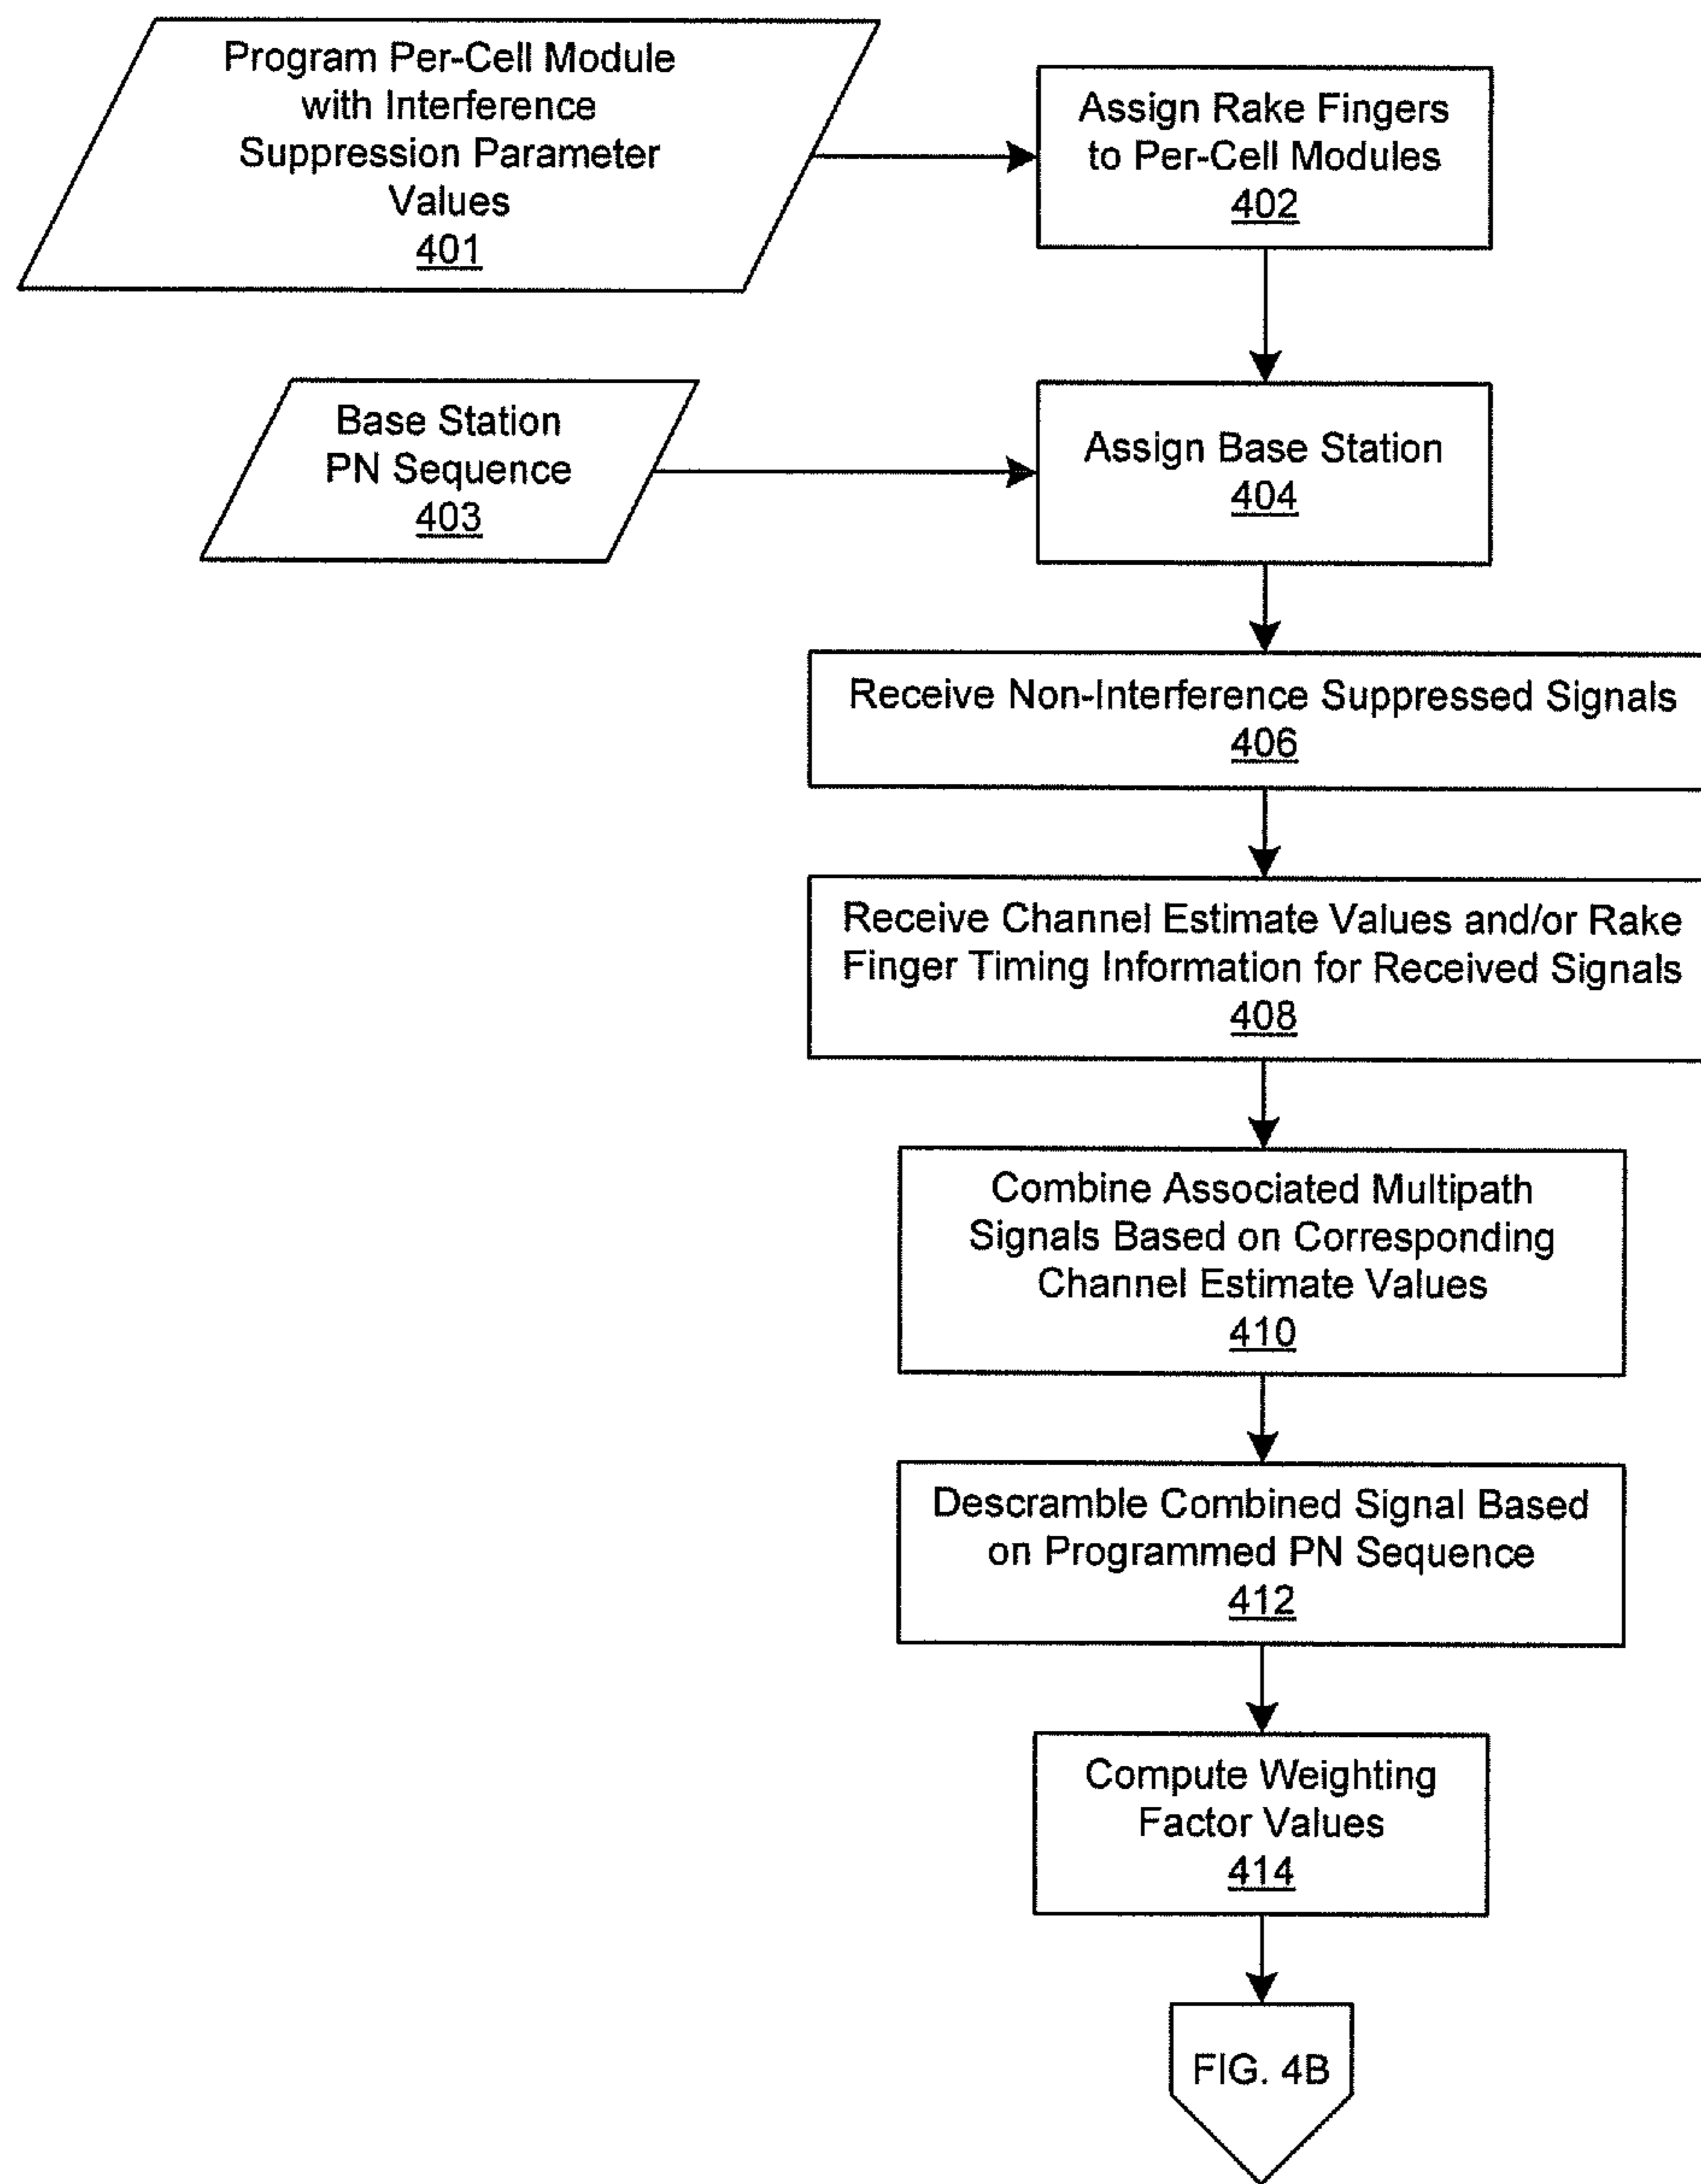 Program Per-Cell Module
with Interference
Suppression Parameter
Values
401
Assign Rake Fingers
to Per-Cell Modules
402
Base Station
PN Sequence
403
Assign Base Station
404
Receive Non-Interference Suppressed Signals
406
Receive Channel Estimate Values and/or Rake
Finger Timing Information for Received Signals
408
Combine Associated Multipath
Signals Based on Corresponding
Channel Estimate Values
410
Descramble Combined Signal Based
on Programmed PN Sequence
412
Compute Weighting
Factor Values
414
FIG. 4B